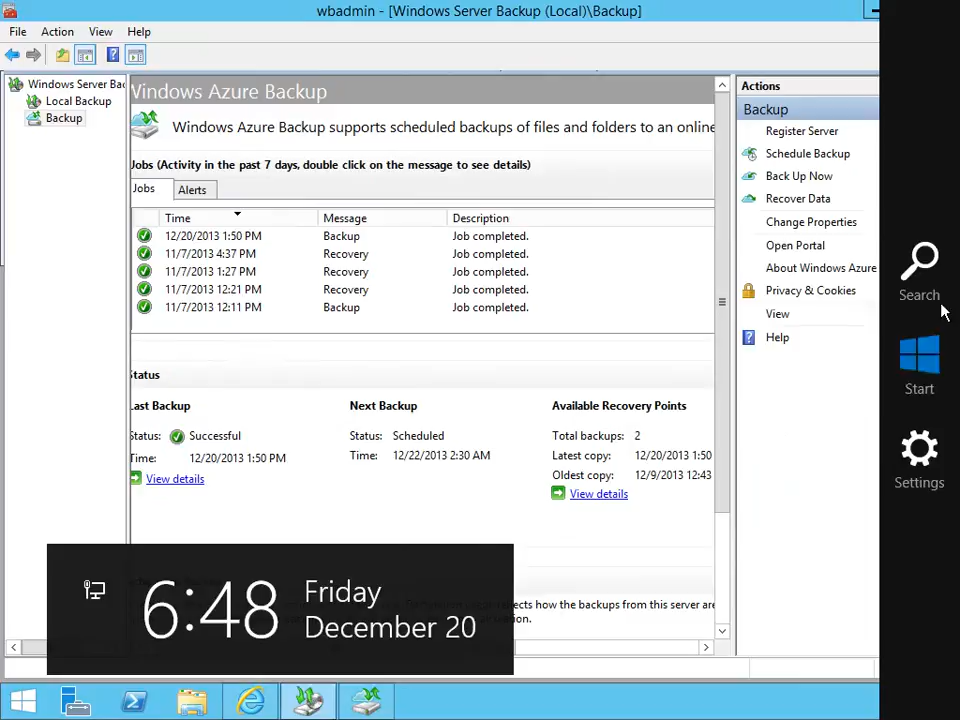 wbadmin - [Windows Server Backup (Local)\Backup]
File Action View Help
Windows Server Bac
Local Backup
Backup
Windows Azure Backup
Windows Azure Backup supports scheduled backups of files and folders to an online
Jobs (Activity in the past 7 days, double click on the message to see details)
Jobs Alerts
Time Message Description
12/20/2013 1:50 PM Backup Job completed.
11/7/2013 4:37 PM Recovery Job completed.
11/7/2013 1:27 PM Recovery Job completed.
11/7/2013 12:21 PM Recovery Job completed.
11/7/2013 12:11 PM Backup Job completed.
Status
Last Backup Next Backup Available Recovery Points
Status: Successful Status: Scheduled Total backups: 2
Time: 12/20/2013 1:50 PM Time: 12/22/2013 2:30 AM Latest copy: 12/20/2013 1:50
Oldest copy: 12/9/2013 12:43
View details View details
reflects how the backups from this server are
Actions
Backup
Register Server
Schedule Backup
Back Up Now
Recover Data
Change Properties
Open Portal
About Windows Azure
Privacy & Cookies
View
Help
Search
Start
Settings
6:48 Friday
December 20